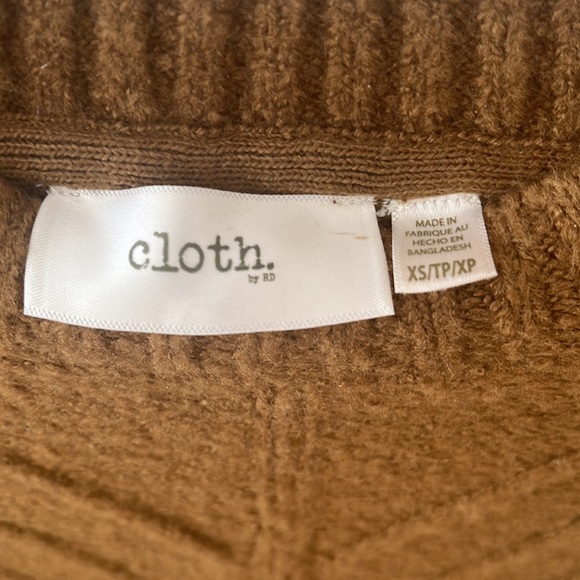 cloth.
by RD
MADE IN
FABRIQUE AU
HECHO EN
BANGLADESH
XS/TP/XP